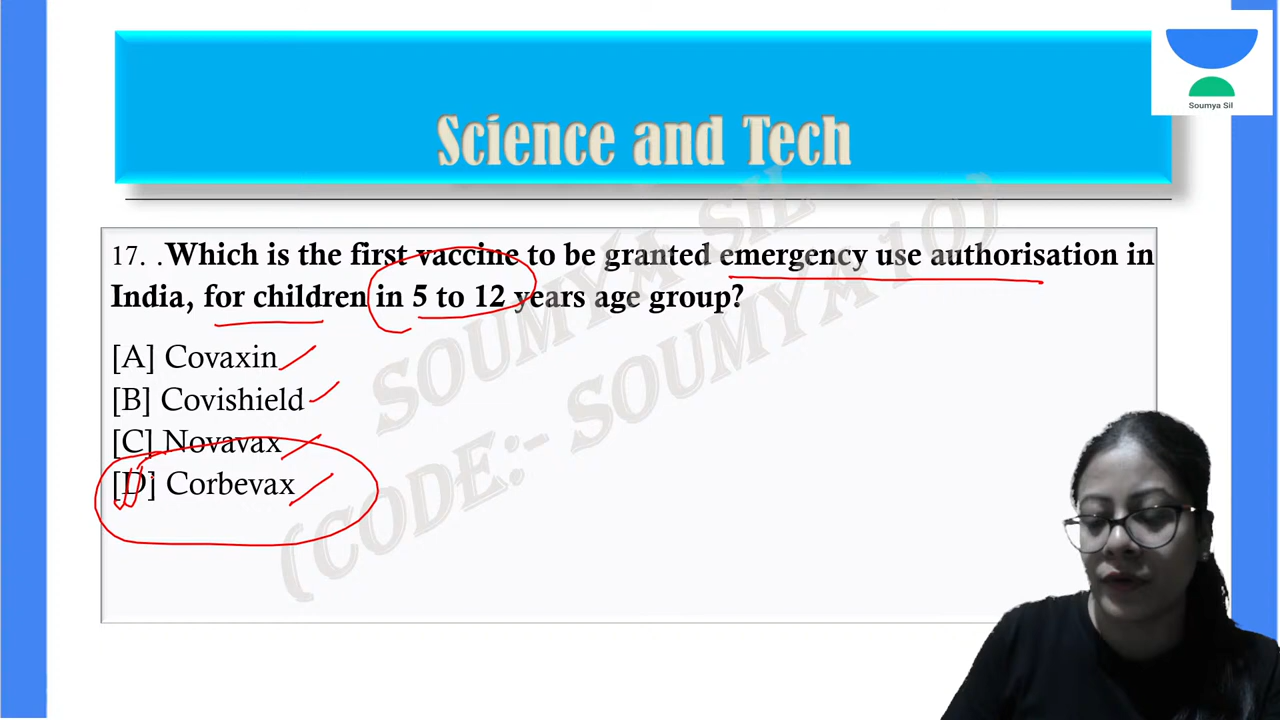 Soumya Sil
Science and Tech
17. .Which is the first vaccine to be granted emergency use authorisation in
India, for children in 5 to 12 years age group?
[A] Covaxin
[B] Covishield
[C] Novavax
[D] Corbevax
SOUMYA SIL
(CODE:- SOUMYA10)